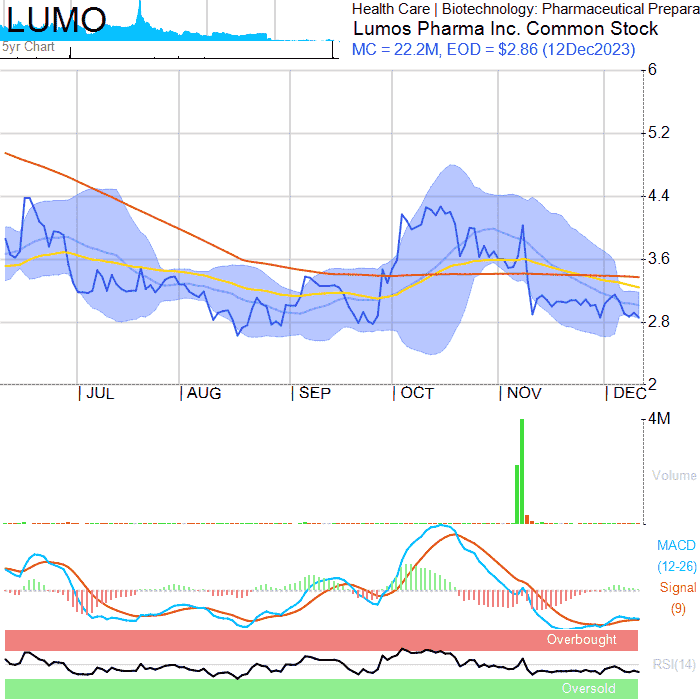 LUMO
Health Care | Biotechnology: Pharmaceutical Prepara
Lumos Pharma Inc. Common Stock
5yr Chart
MC = 22.2M, EOD = $2.86 (12Dec2023)
6
5.2
4.4
3.6
2.8
2
JUL AUG SEP OCT NOV DEC
4M
Volume
MACD
(12-26)
Signal
(9)
Overbought
RSI(14)
Oversold